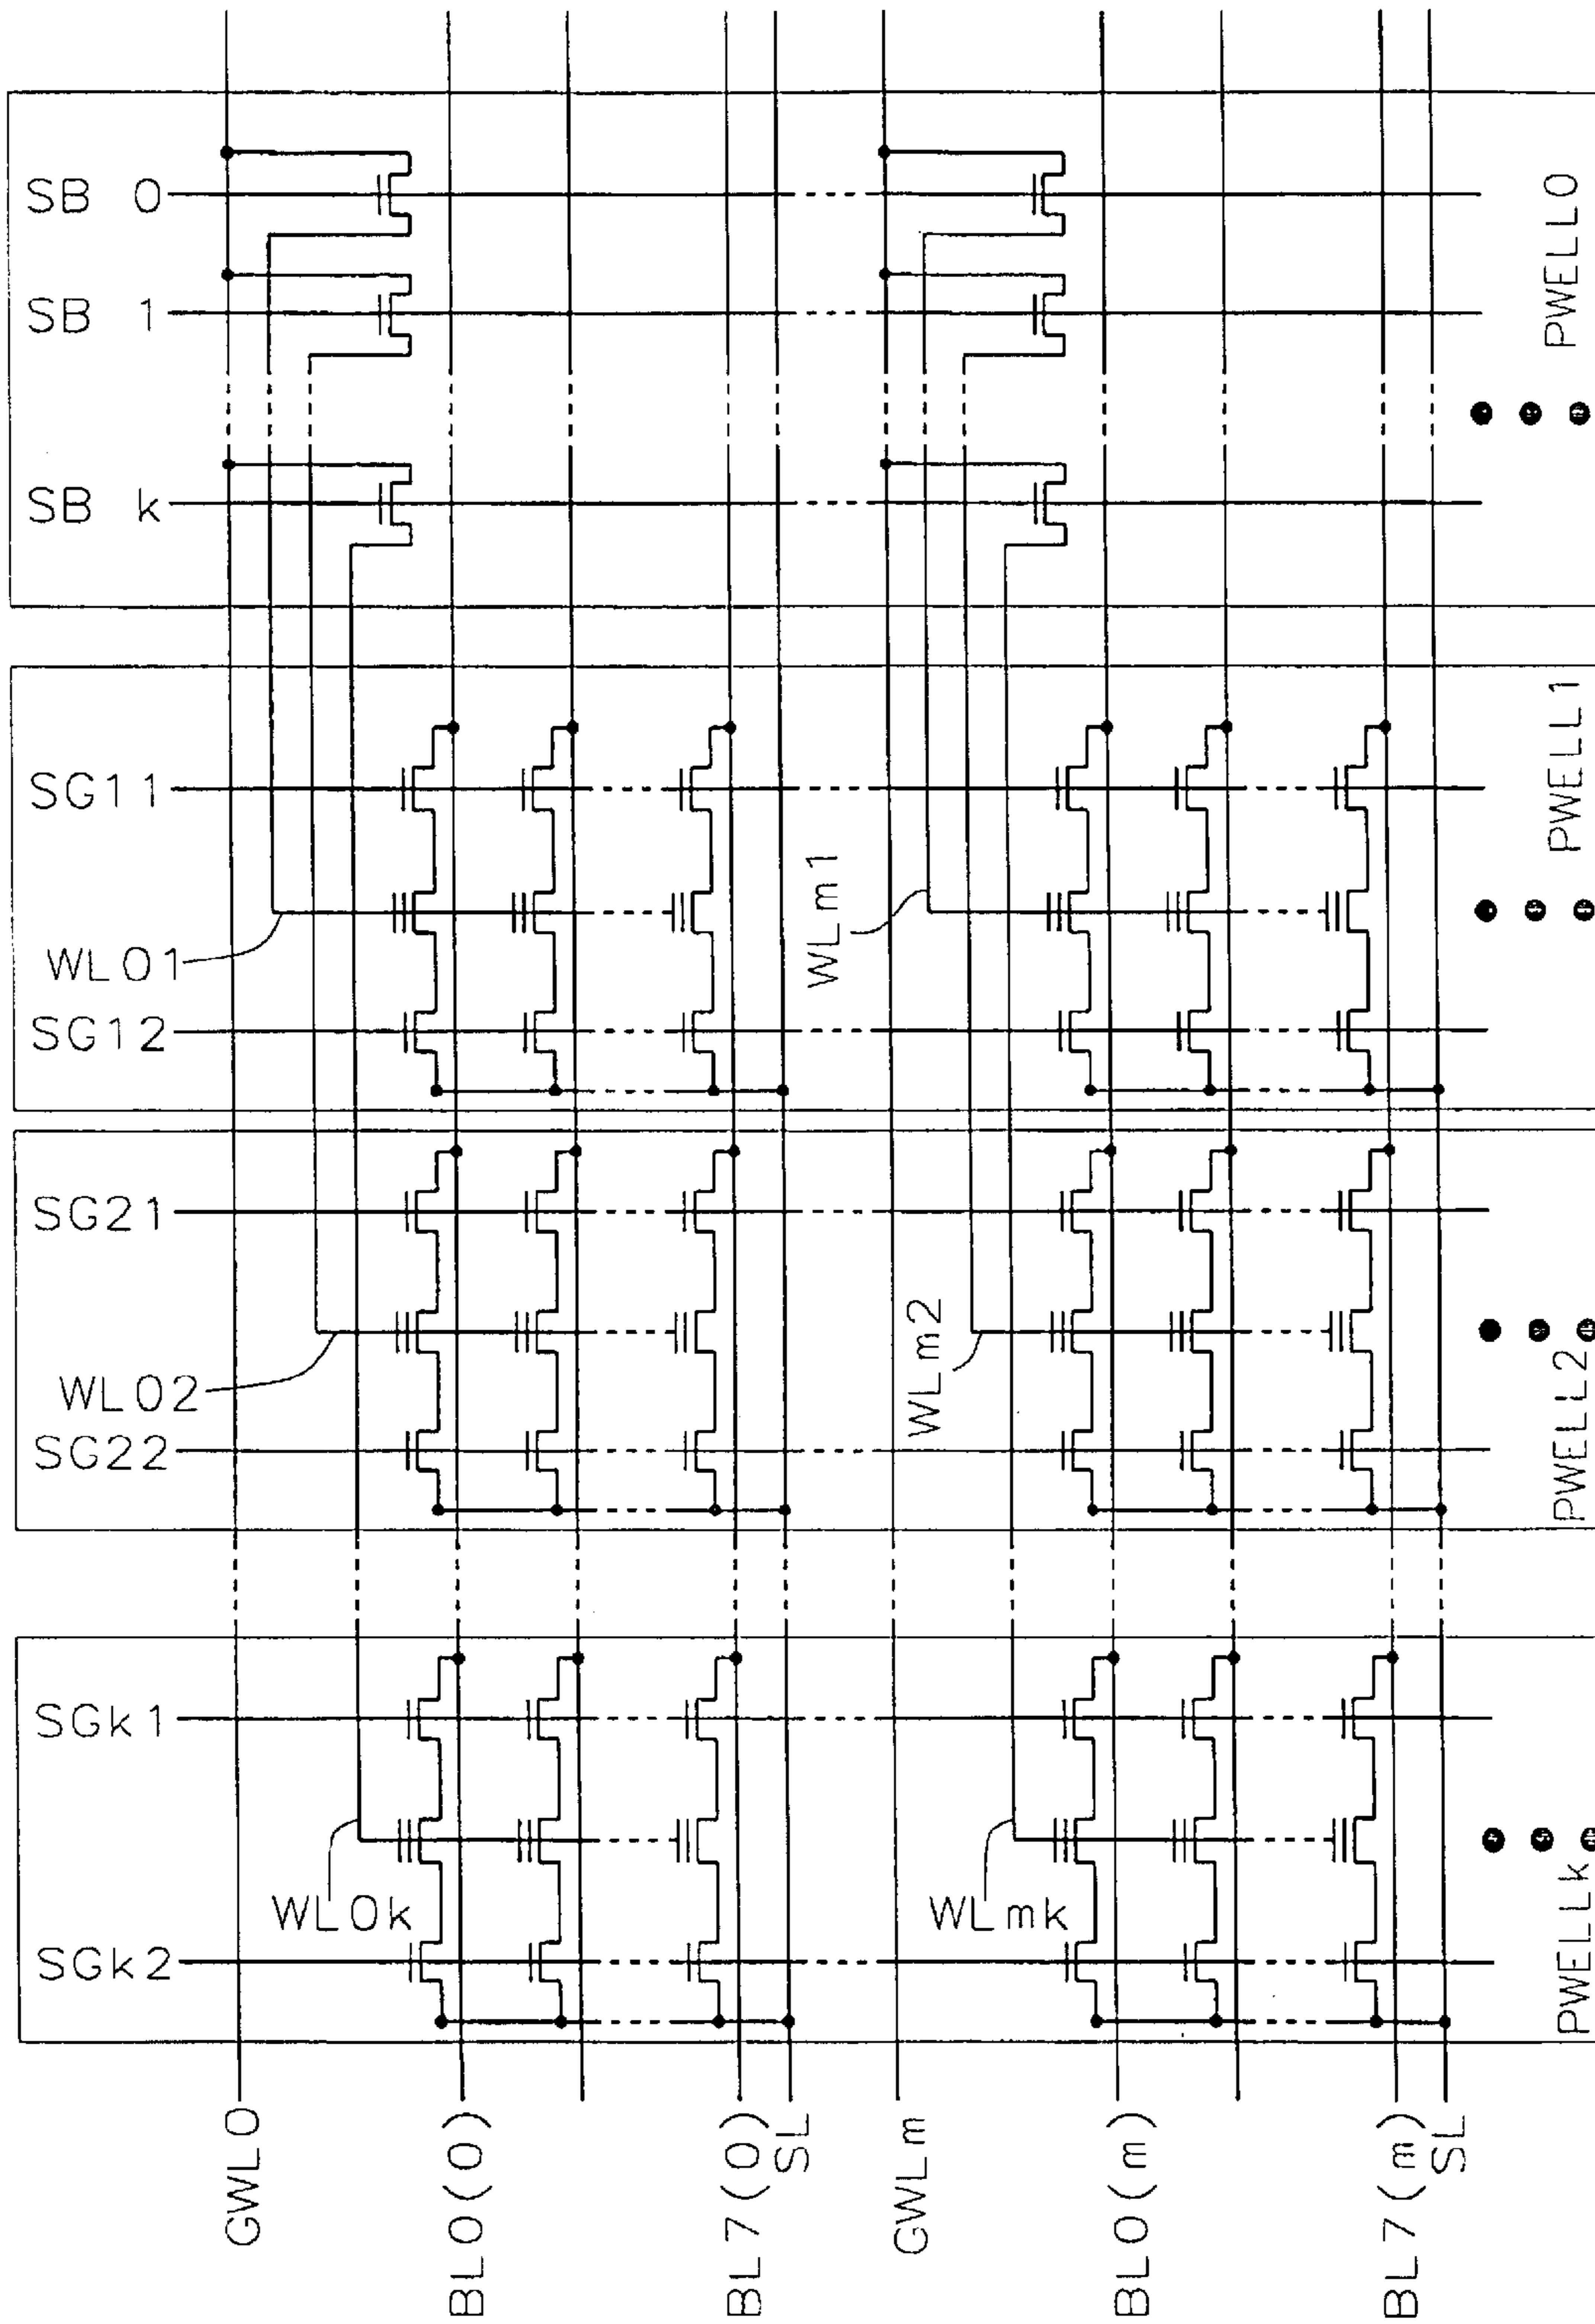 SB 0
SB 1
SB k
PWELL0
SG11
WL01
SG12
WLm1
PWELL1
SG21
WL02
SG22
WLm2
PWELL2
SGk1
WL0k
SGk2
WLmk
PWELLk
GWL0
BL0(0)
BL7(0)
SL
GWLm
BL0(m)
BL7(m)
SL